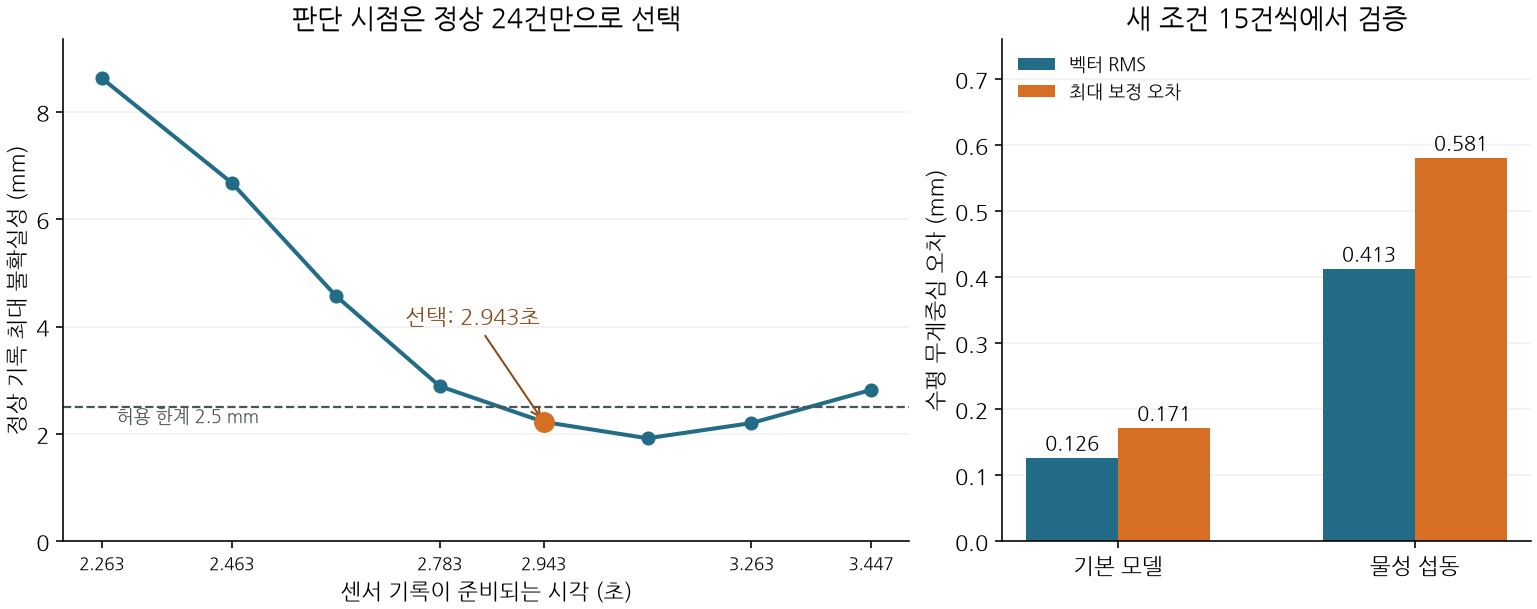 판단 시점은 정상 24건만으로 선택
정상 기록 최대 불확실성 (mm)
8
6
4
2
0
선택: 2.943초
허용 한계 2.5 mm
2.263
2.463
2.783
2.943
3.263
3.447
센서 기록이 준비되는 시각 (초)
새 조건 15건씩에서 검증
수평 무게중심 오차 (mm)
0.7
0.6
0.5
0.4
0.3
0.2
0.1
0.0
벡터 RMS
최대 보정 오차
0.126
0.171
0.413
0.581
기본 모델
물성 섭동